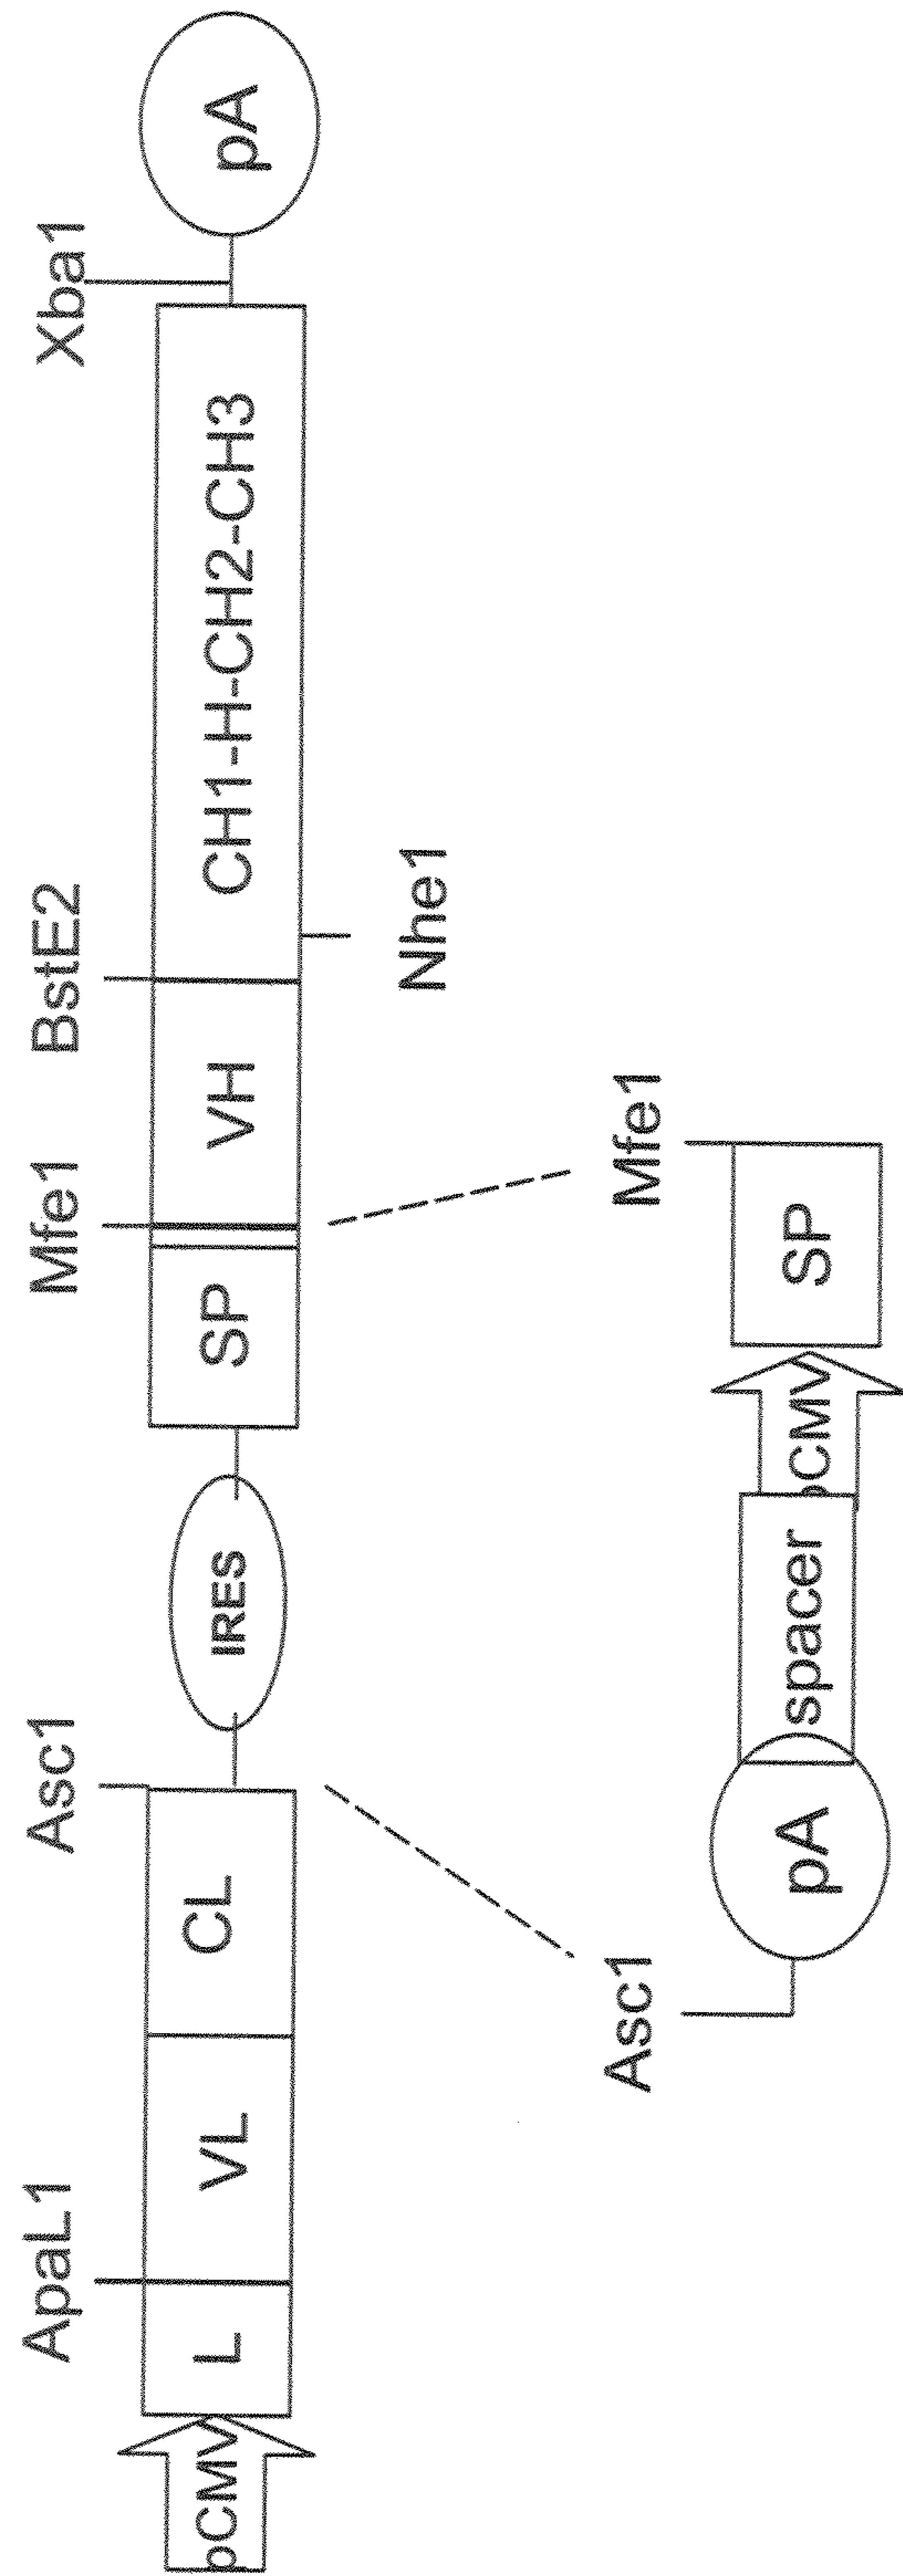 ApaL1
Asc1
Mfe1
BstE2
Xba1
pCMV
L
VL
CL
IRES
SP
VH
CH1-H-CH2-CH3
pA
Nhe1
Asc1
Mfe1
pA
spacer
pCMV
SP